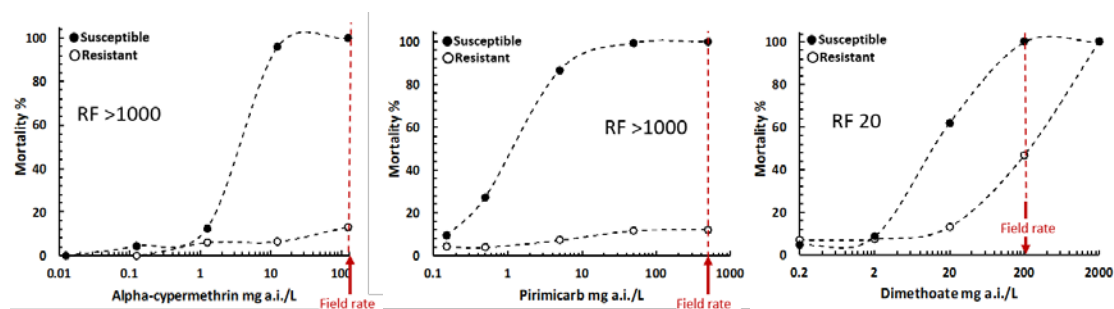 ● Susceptible
○ Resistant
RF >1000
Mortality %
100
80
60
40
20
0
0.01
0.1
1
10
100
Alpha-cypermethrin mg a.i./L
Field rate
● Susceptible
○ Resistant
RF >1000
Mortality %
100
80
60
40
20
0
0.1
1
10
100
1000
Pirimicarb mg a.i./L
Field rate
● Susceptible
○ Resistant
RF 20
Mortality %
100
80
60
40
20
0
0.2
2
20
200
2000
Field rate
Dimethoate mg a.i./L